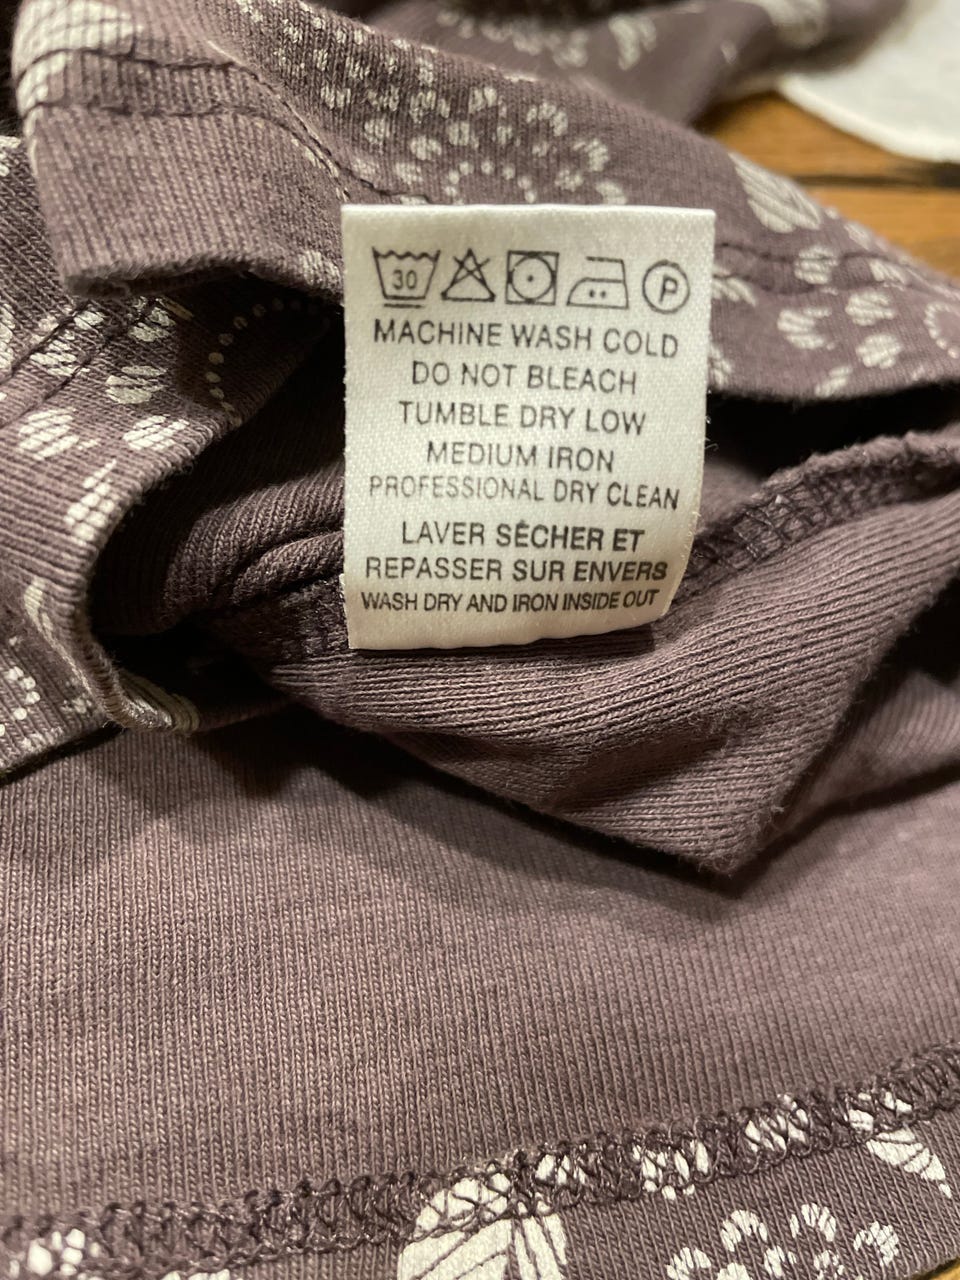 30 P
MACHINE WASH COLD
DO NOT BLEACH
TUMBLE DRY LOW
MEDIUM IRON
PROFESSIONAL DRY CLEAN
LAVER SÉCHER ET
REPASSER SUR ENVERS
WASH DRY AND IRON INSIDE OUT